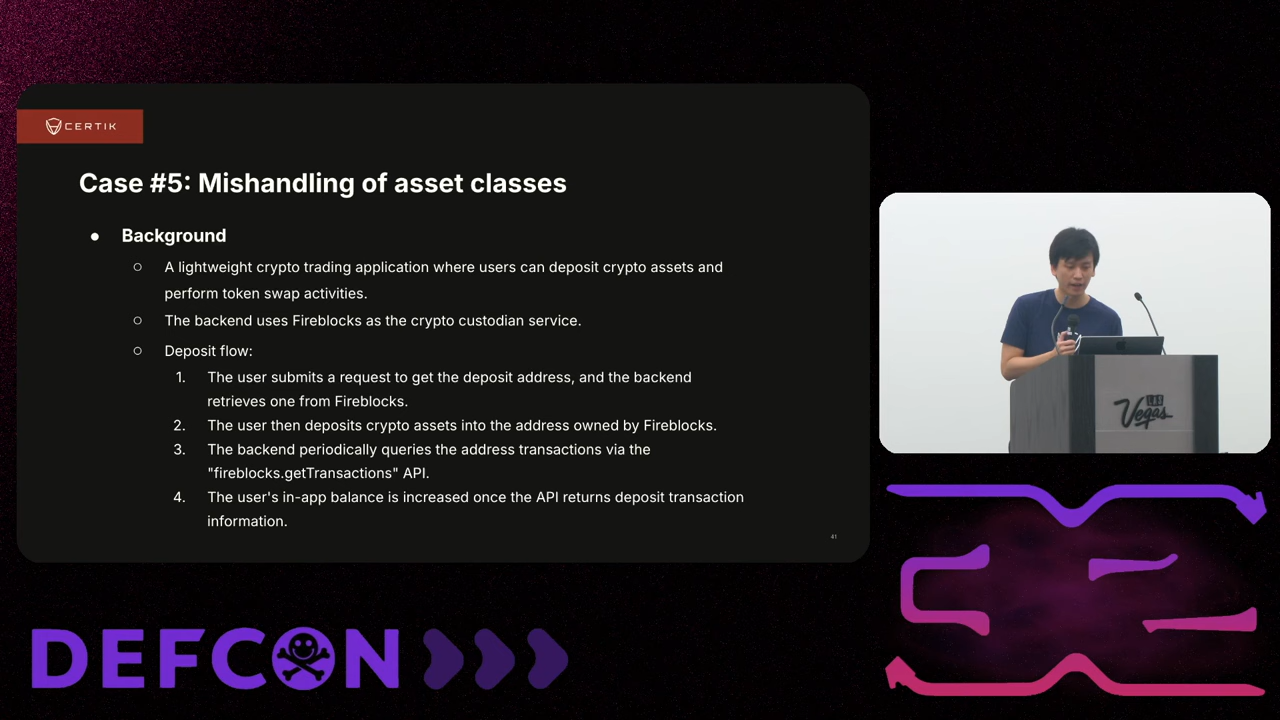 CERTIK
Case #5: Mishandling of asset classes
● Background
○ A lightweight crypto trading application where users can deposit crypto assets and
perform token swap activities.
○ The backend uses Fireblocks as the crypto custodian service.
○ Deposit flow:
1. The user submits a request to get the deposit address, and the backend
retrieves one from Fireblocks.
2. The user then deposits crypto assets into the address owned by Fireblocks.
3. The backend periodically queries the address transactions via the
"fireblocks.getTransactions" API.
4. The user's in-app balance is increased once the API returns deposit transaction
information.
41
LAS
Vegas
DEFCON